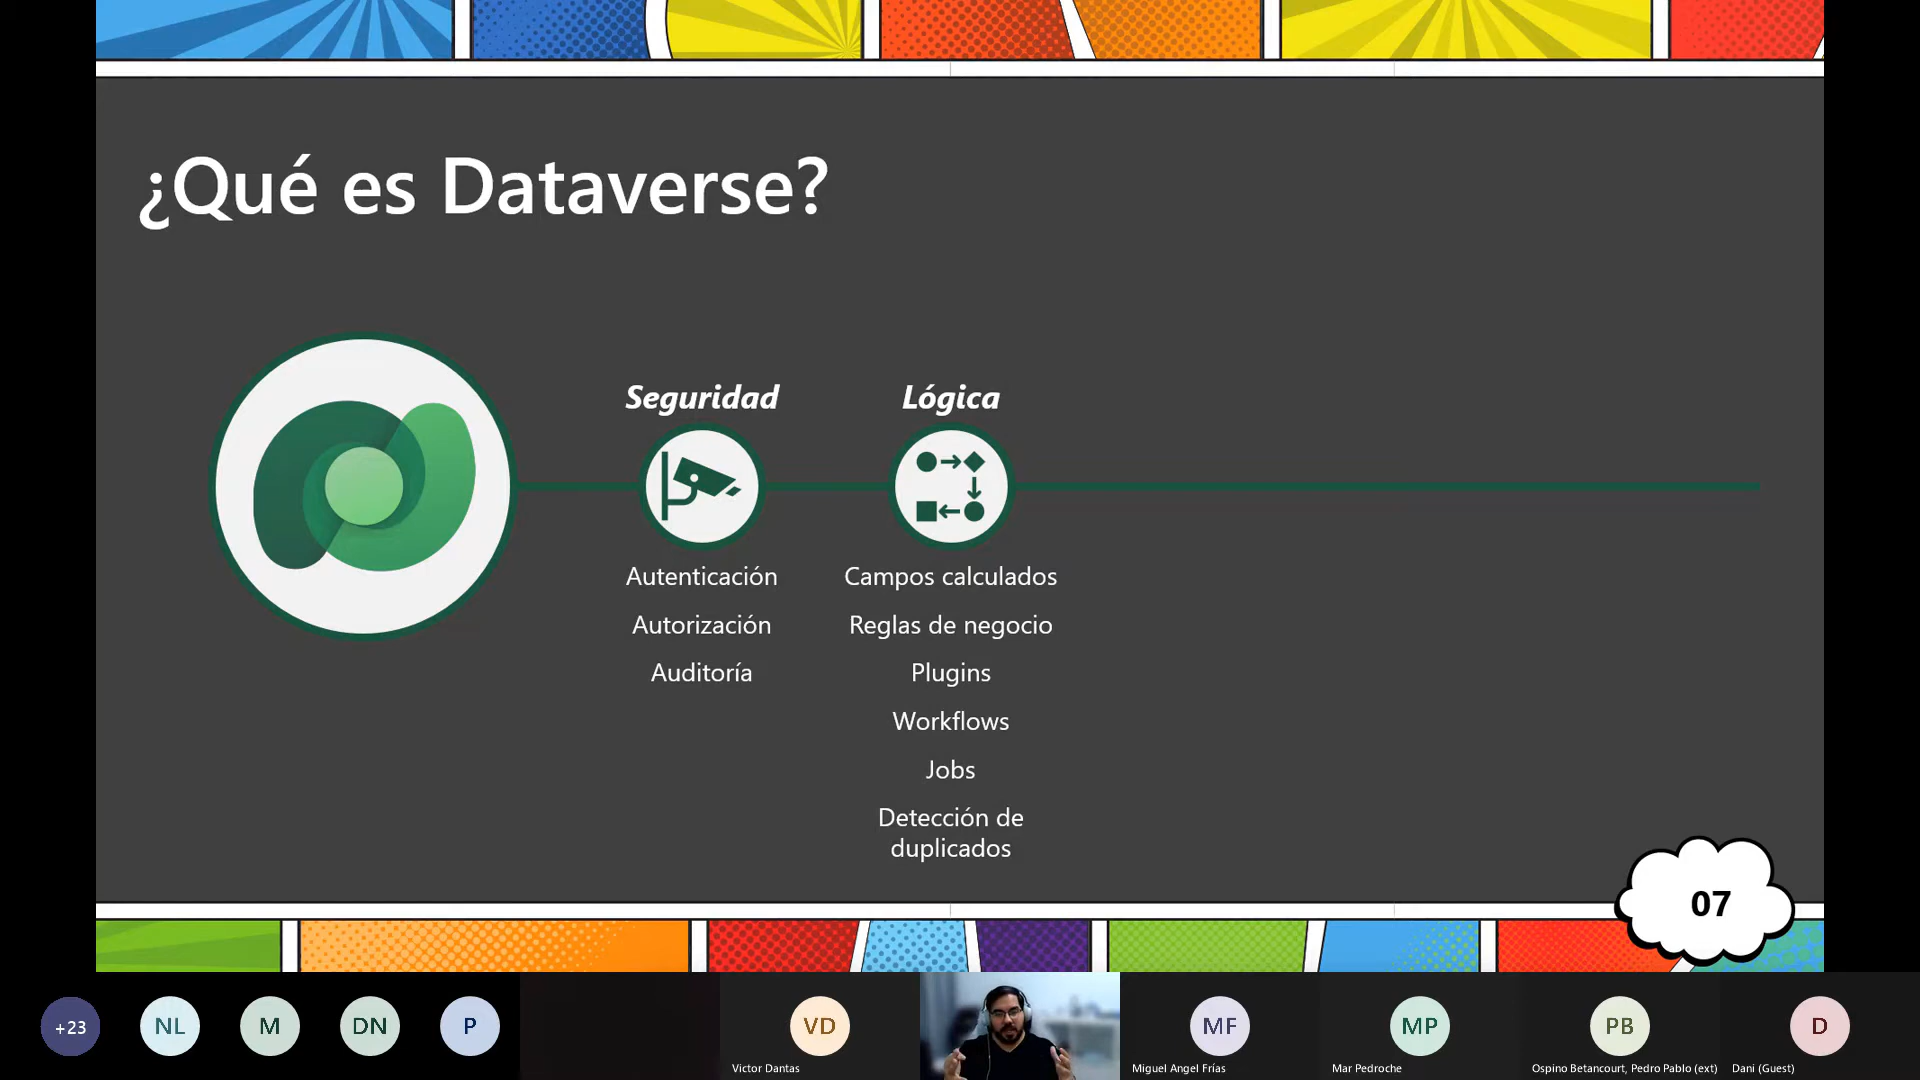 ¿Qué es Dataverse?
Seguridad
Autenticación
Autorización
Auditoría
Lógica
Campos calculados
Reglas de negocio
Plugins
Workflows
Jobs
Detección de
duplicados
07
+23
NL
M
DN
P
VD
Victor Dantas
MF
Miguel Angel Frías
MP
Mar Pedroche
PB
Ospino Betancourt, Pedro Pablo (ext)
D
Dani (Guest)